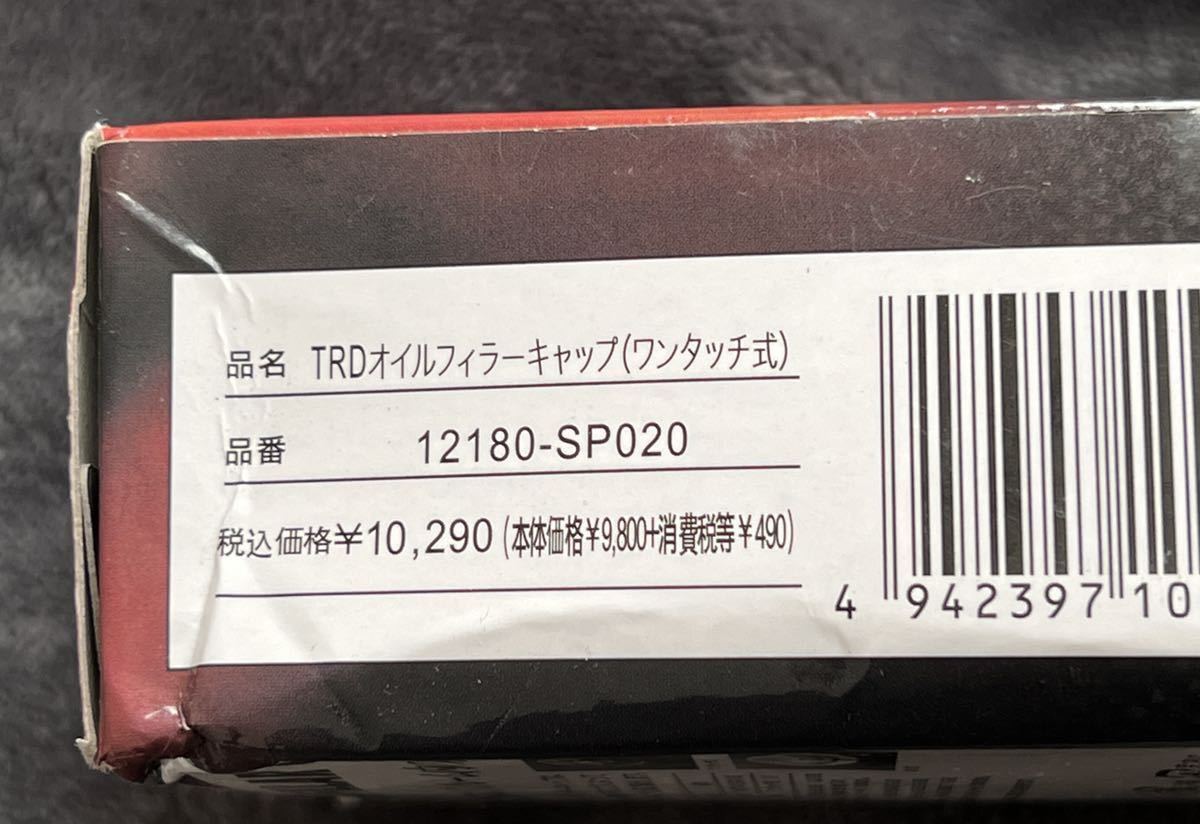 品名 TRDオイルフィラーキャップ(ワンタッチ式)
品番 12180-SP020
税込価格¥10,290(本体価格¥9,800+消費税等¥490)
4 942397 10